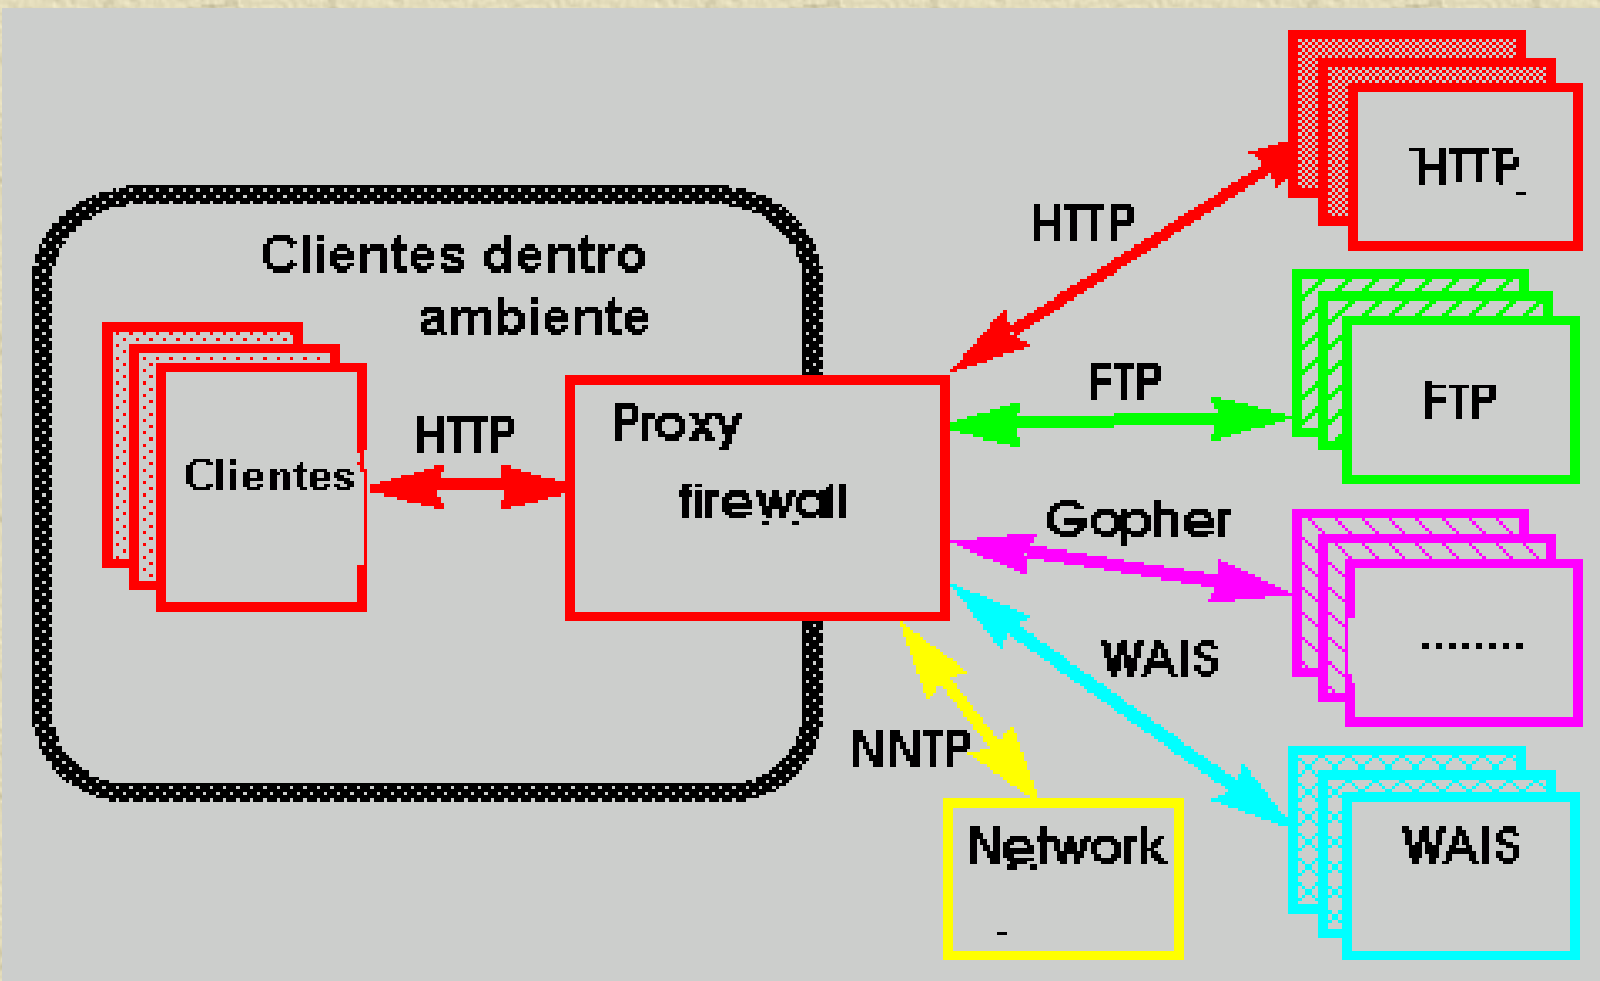 Clientes dentro
ambiente
Clientes
HTTP
Proxy
firewall
HTTP
HTTP
FTP
FTP
Gopher
........
WAIS
WAIS
NNTP
Network